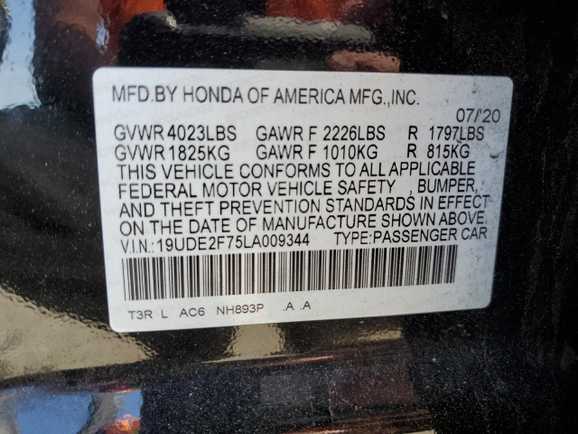 MFD.BY HONDA OF AMERICA MFG.,INC.
07/'20
GVWR 4023LBS GAWR F 2226LBS R 1797LBS
GVWR 1825KG GAWR F 1010KG R 815KG
THIS VEHICLE CONFORMS TO ALL APPLICABLE
FEDERAL MOTOR VEHICLE SAFETY , BUMPER,
AND THEFT PREVENTION STANDARDS IN EFFECT
ON THE DATE OF MANUFACTURE SHOWN ABOVE.
V.I.N.:19UDE2F75LA009344 TYPE:PASSENGER CAR
T3R L AC6 NH893P .A .A